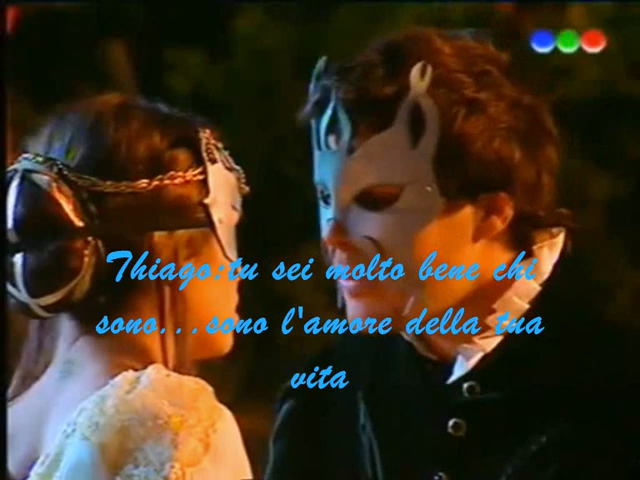 Thiago:tu sei molto bene chi
sono...sono l'amore della tua
vita